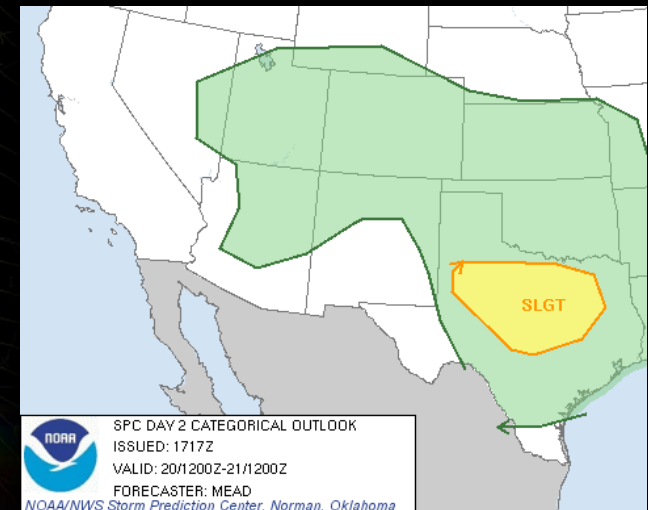 SLGT
NOAA
SPC DAY 2 CATEGORICAL OUTLOOK
ISSUED: 1717Z
VALID: 20/1200Z-21/1200Z
FORECASTER: MEAD
NOAA/NWS Storm Prediction Center, Norman, Oklahoma